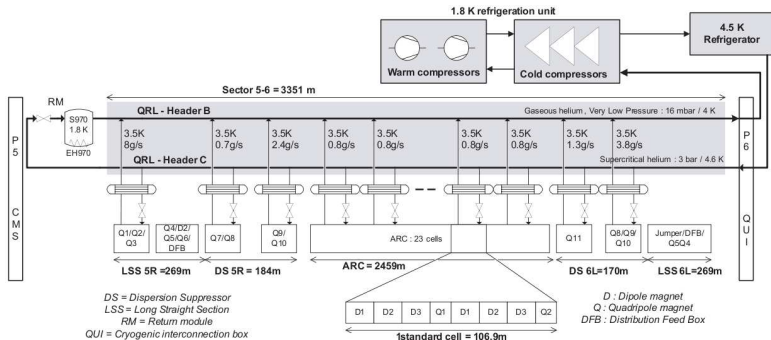 1.8 K refrigeration unit
4.5 K
Refrigerator
Warm compressors
Cold compressors
Sector 5-6 = 3351 m
RM
QRL - Header B
Gaseous helium , Very Low Pressure : 16 mbar / 4 K
P5
CMS
S970
1.8 K
EH970
3.5K
8g/s
3.5K
0.7g/s
3.5K
2.4g/s
3.5K
0.8g/s
3.5K
0.8g/s
3.5K
0.8g/s
3.5K
0.8g/s
3.5K
1.3g/s
3.5K
3.8g/s
P6
QUI
QRL - Header C
Supercritical helium : 3 bar / 4.6 K
Q1/Q2/
Q3
Q4/D2/
Q5/Q6/
DFB
Q7/Q8
Q9/
Q10
ARC : 23 cells
Q11
Q8/Q9/
Q10
Jumper/DFB/
Q5Q4
LSS 5R =269m
DS 5R = 184m
ARC = 2459m
DS 6L=170m
LSS 6L=269m
DS = Dispersion Suppressor
LSS = Long Straight Section
RM = Return module
QUI = Cryogenic interconnection box
D1 D2 D3 Q1 D1 D2 D3 Q2
1standard cell = 106.9m
D : Dipole magnet
Q : Quadripole magnet
DFB : Distribution Feed Box